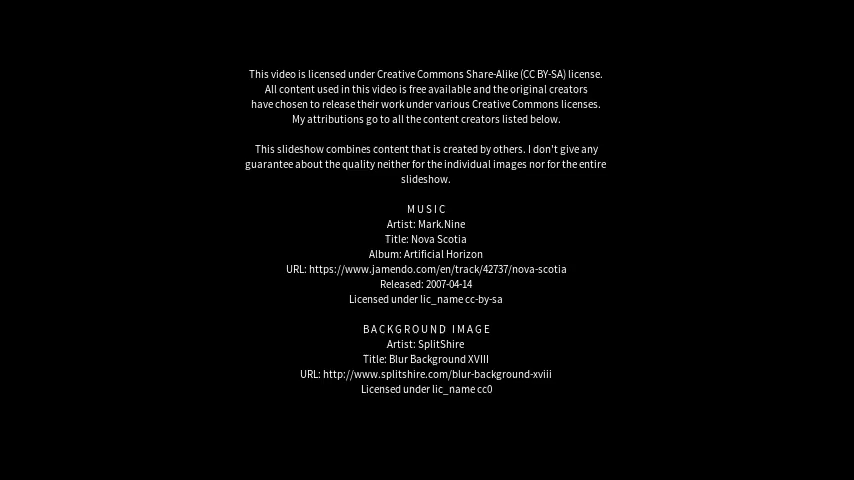 This video is licensed under Creative Commons Share-Alike (CC BY-SA) license.
All content used in this video is free available and the original creators
have chosen to release their work under various Creative Commons licenses.
My attributions go to all the content creators listed below.
This slideshow combines content that is created by others. I don't give any
guarantee about the quality neither for the individual images nor for the entire
slideshow.
MUSIC
Artist: Mark.Nine
Title: Nova Scotia
Album: Artificial Horizon
URL: https://www.jamendo.com/en/track/42737/nova-scotia
Released: 2007-04-14
Licensed under lic_name cc-by-sa
BACKGROUND IMAGE
Artist: SplitShire
Title: Blur Background XVIII
URL: http://www.splitshire.com/blur-background-xviii
Licensed under lic_name cc0